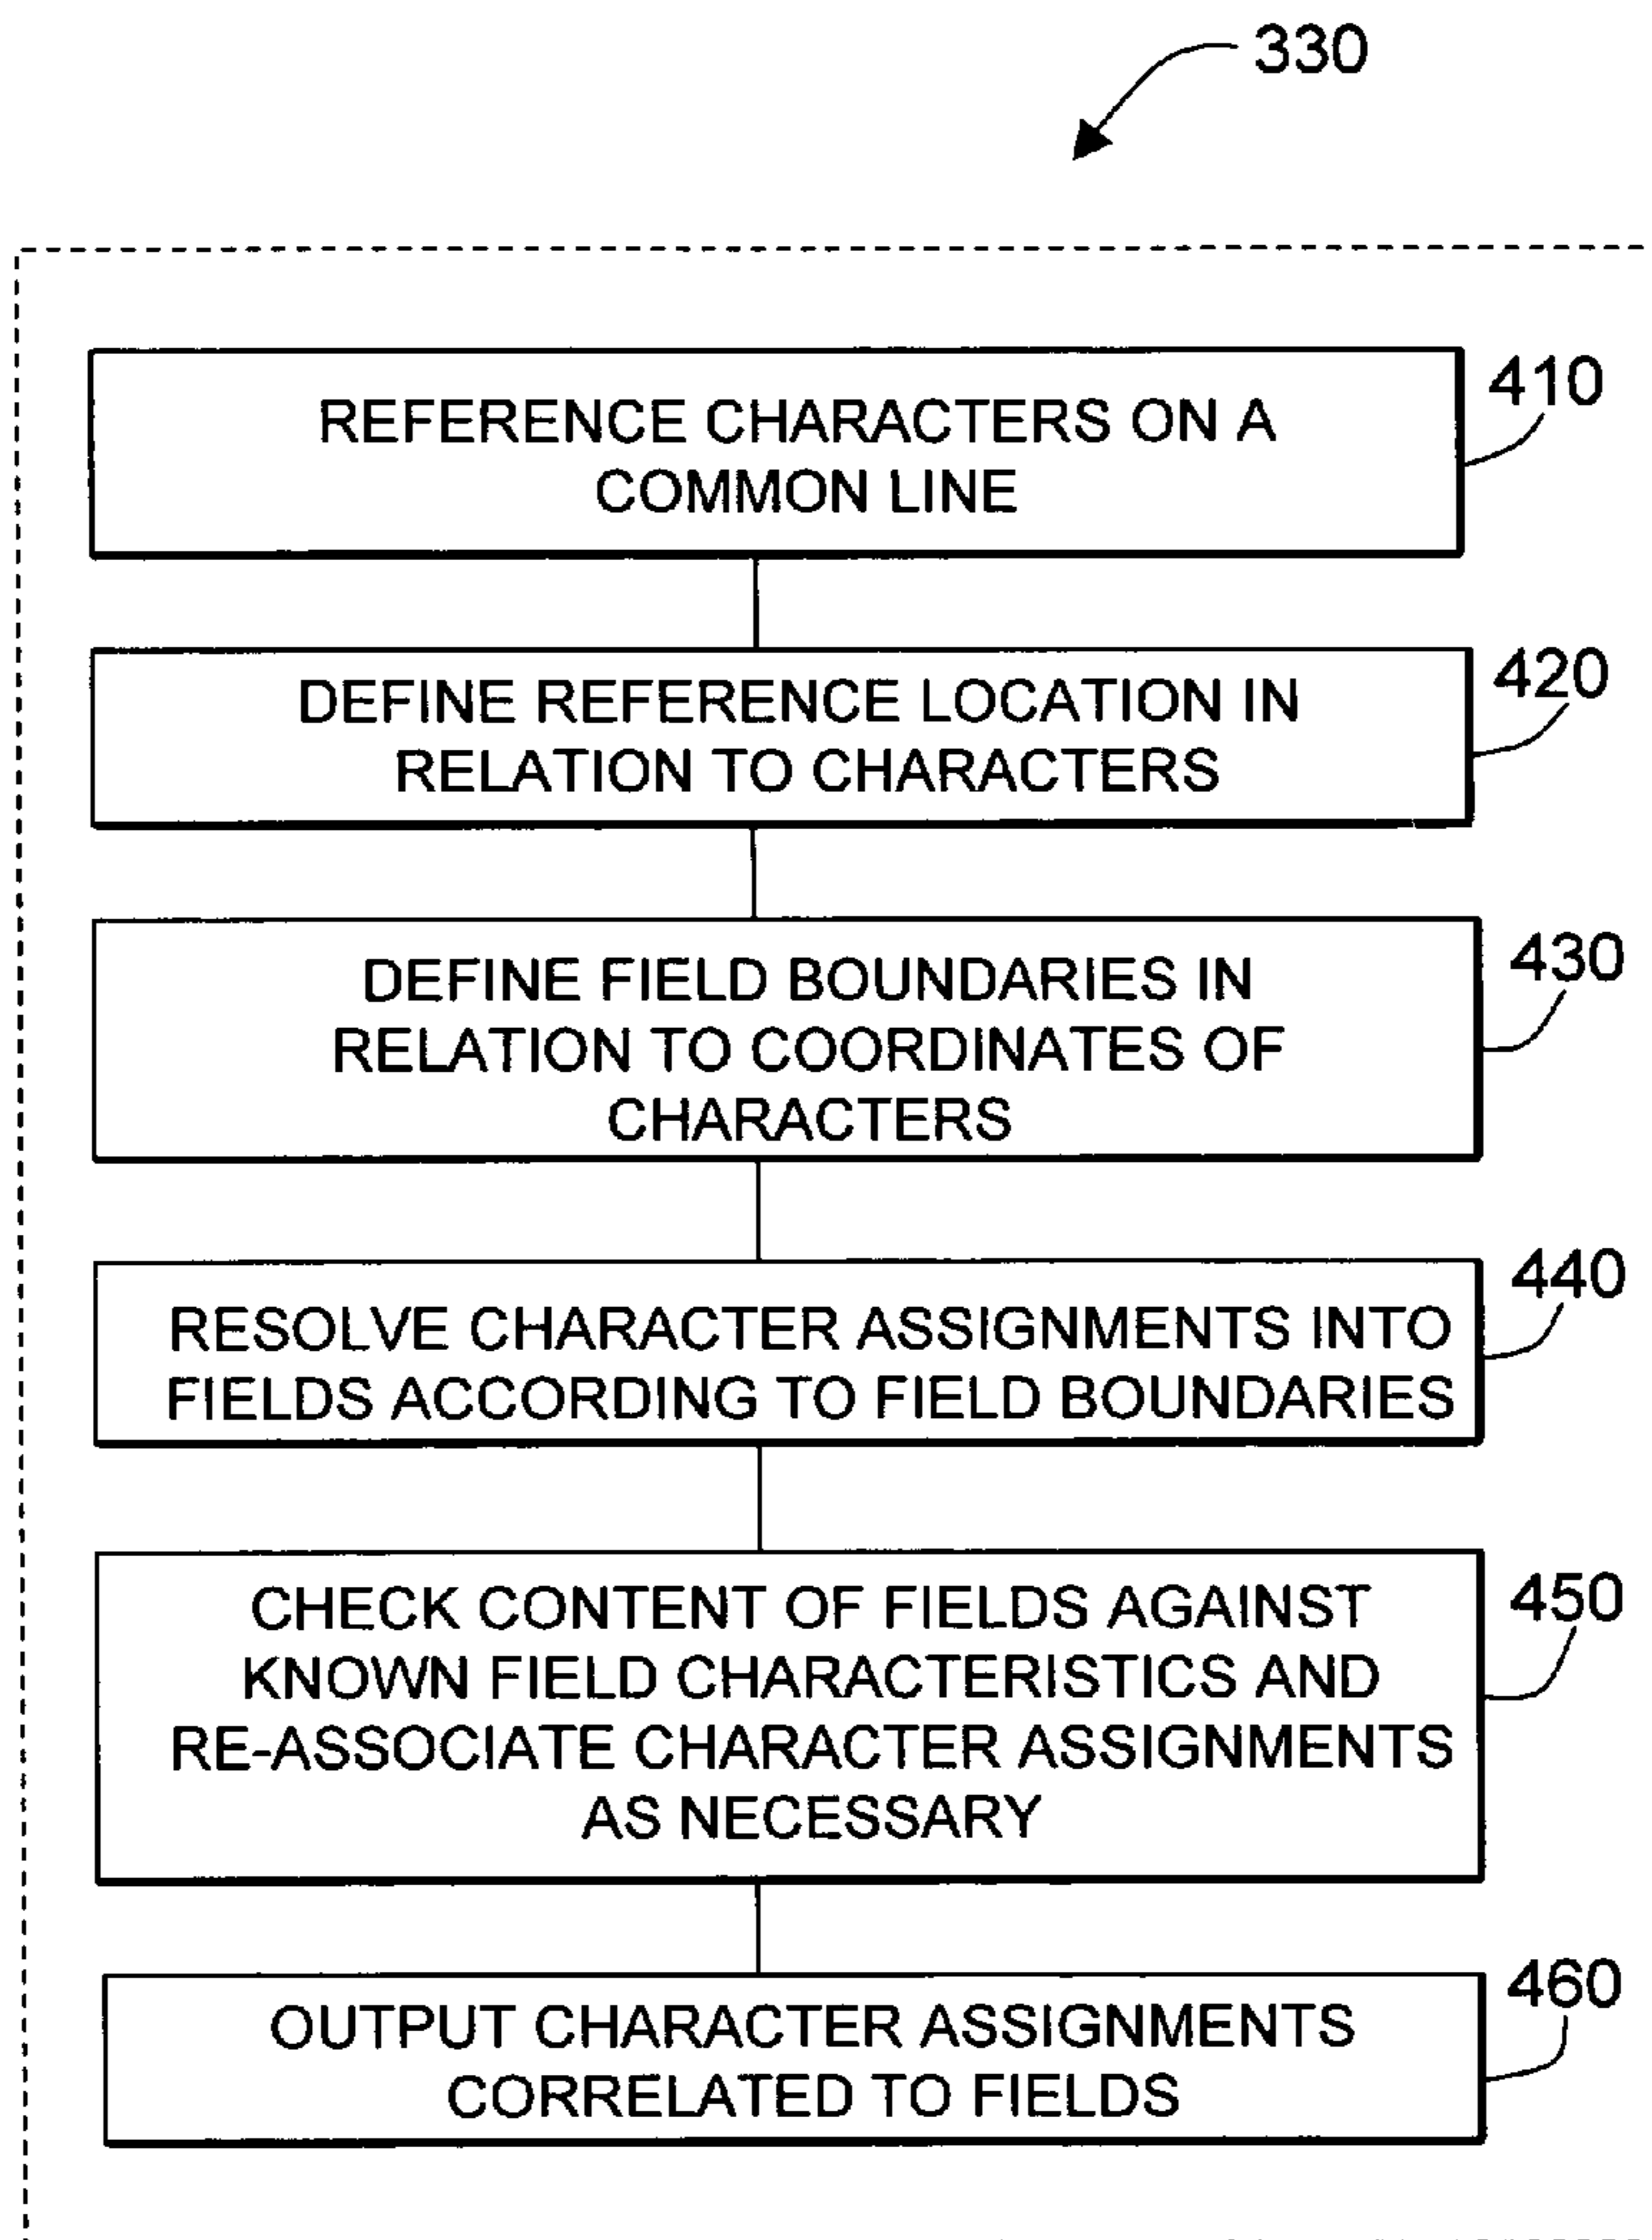 330
REFERENCE CHARACTERS ON A
COMMON LINE
410
DEFINE REFERENCE LOCATION IN
RELATION TO CHARACTERS
420
DEFINE FIELD BOUNDARIES IN
RELATION TO COORDINATES OF
CHARACTERS
430
RESOLVE CHARACTER ASSIGNMENTS INTO
FIELDS ACCORDING TO FIELD BOUNDARIES
440
CHECK CONTENT OF FIELDS AGAINST
KNOWN FIELD CHARACTERISTICS AND
RE-ASSOCIATE CHARACTER ASSIGNMENTS
AS NECESSARY
450
OUTPUT CHARACTER ASSIGNMENTS
CORRELATED TO FIELDS
460